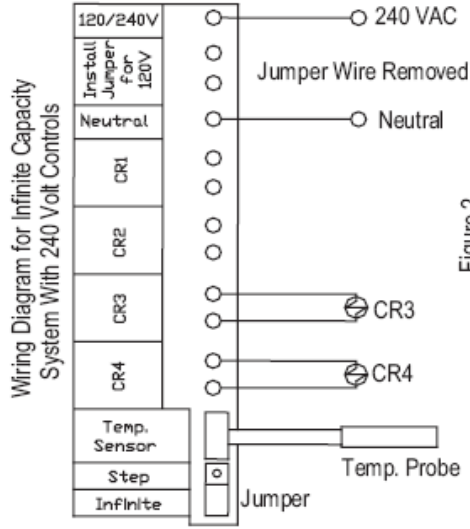 Wiring Diagram for Infinite Capacity
System With 240 Volt Controls
120/240V
240 VAC
Install
Jumper
for
120V
Jumper Wire Removed
Neutral
Neutral
CR1
CR2
CR3
CR3
CR4
CR4
Temp.
Sensor
Temp. Probe
Step
Infinite
Jumper
Figure